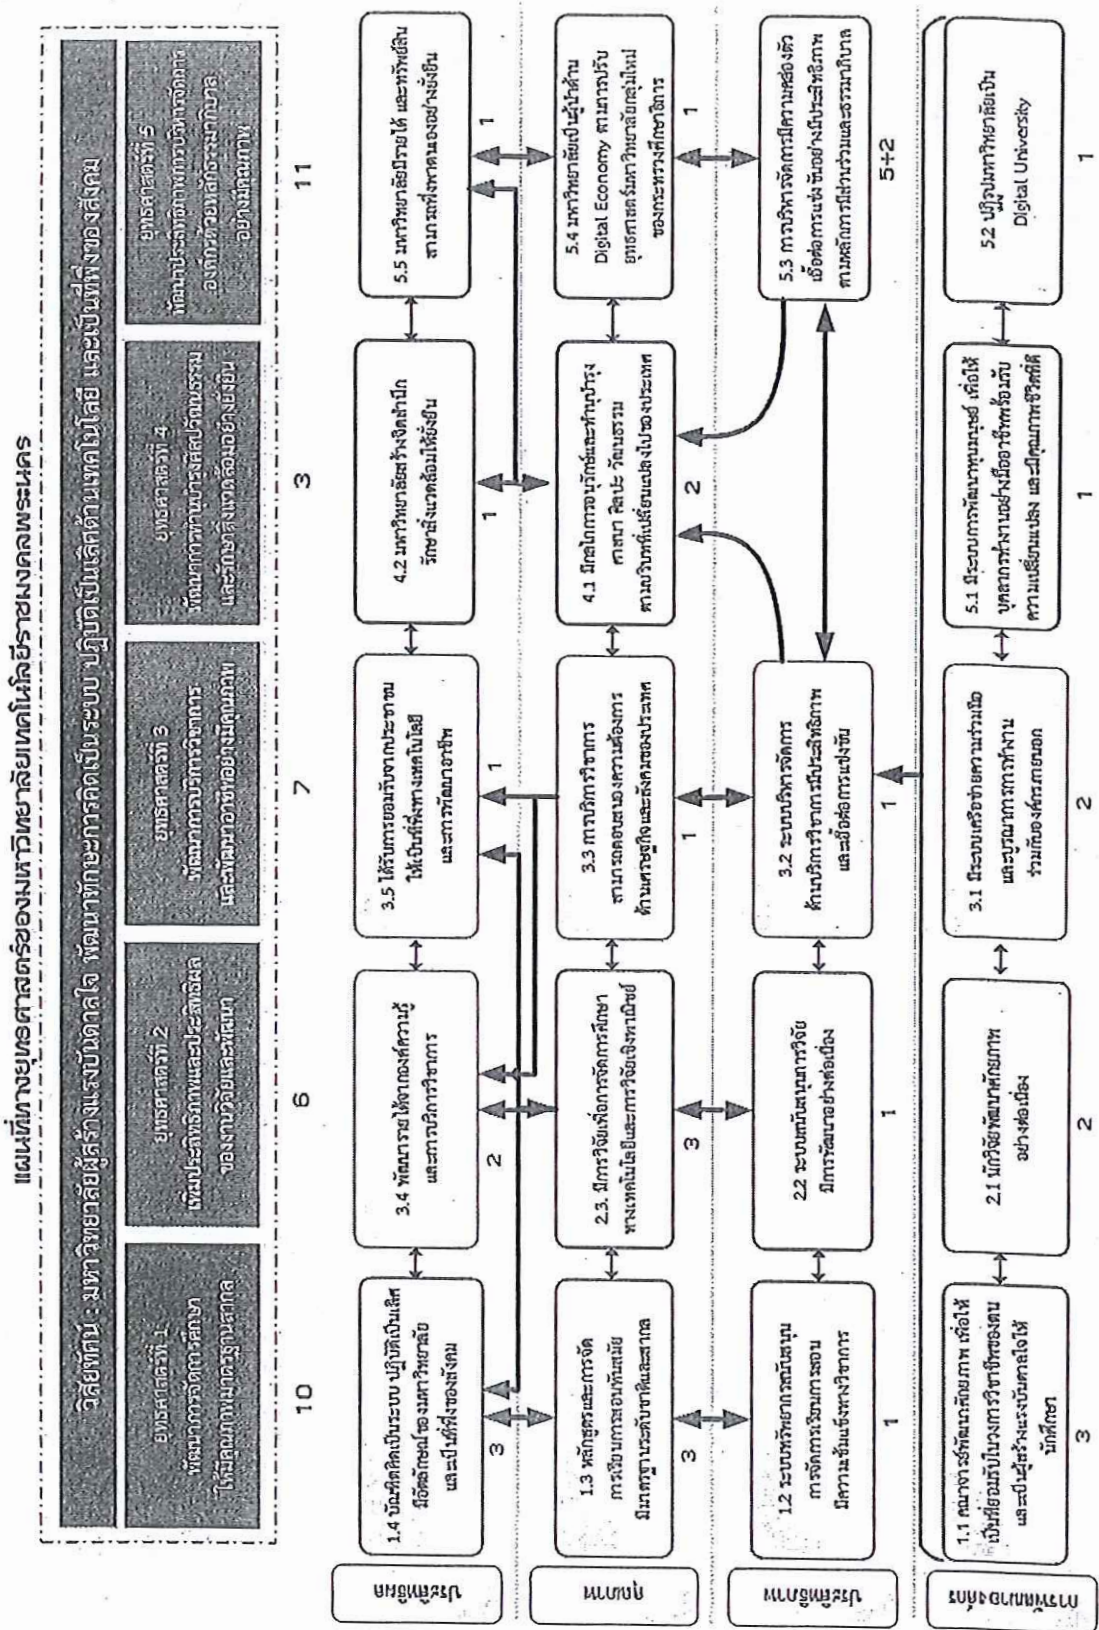 แผนที่ทางยุทธศาสตร์ของมหาวิทยาลัยเทคโนโลยีราชมงคลพระนคร
วิสัยทัศน์ : มหาวิทยาลัยผู้สร้างแรงบันดาลใจ พัฒนาทักษะการคิดเป็นระบบ ปฏิบัติเป็นเลิศด้านเทคโนโลยี และเป็นที่พึ่งของสังคม
ยุทธศาสตร์ที่ 1
พัฒนาการจัดการศึกษา
ให้มีคุณภาพมาตรฐานสากล
ยุทธศาสตร์ที่ 2
เพิ่มประสิทธิภาพและประสิทธิผล
ของงานวิจัยและพัฒนา
ยุทธศาสตร์ที่ 3
พัฒนาการบริการวิชาการ
และพัฒนาอาชีพอย่างมีคุณภาพ
ยุทธศาสตร์ที่ 4
พัฒนาการทำนุบำรุงศิลปวัฒนธรรม
และรักษาสิ่งแวดล้อมอย่างยั่งยืน
ยุทธศาสตร์ที่ 5
พัฒนาประสิทธิภาพการบริหารจัดการ
องค์กรด้วยหลักธรรมาภิบาล
อย่างมีคุณภาพ
10
6
7
3
11
ประสิทธิผล
1.4 บัณฑิตคิดเป็นระบบ ปฏิบัติเป็นเลิศ
มีอัตลักษณ์ของมหาวิทยาลัย
และเป็นที่พึ่งของสังคม
3.4 พัฒนารายได้จากองค์ความรู้
และการบริการวิชาการ
3.5 ได้รับการยอมรับจากประชาชน
ให้เป็นที่พึ่งทางเทคโนโลยี
และการพัฒนาอาชีพ
4.2 มหาวิทยาลัยสร้างจิตสำนึก
รักษาสิ่งแวดล้อมให้ยั่งยืน
5.5 มหาวิทยาลัยมีรายได้ และทรัพย์สิน
สามารถพึ่งพาตนเองอย่างยั่งยืน
3
2
1
1
1
คุณภาพ
1.3 หลักสูตรและการจัด
การเรียนการสอนทันสมัย
มีมาตรฐานระดับชาติและสากล
2.3. มีการวิจัยเพื่อการจัดการศึกษา
ทางเทคโนโลยีและการวิจัยเชิงพาณิชย์
3.3 การบริการวิชาการ
สามารถตอบสนองความต้องการ
ด้านเศรษฐกิจและสังคมของประเทศ
4.1 มีกลไกการอนุรักษ์และทำนุบำรุง
ศาสนา ศิลปะ วัฒนธรรม
ตามบริบทที่เปลี่ยนแปลงไปของประเทศ
5.4 มหาวิทยาลัยเป็นผู้นำด้าน
Digital Economy ตามการปรับ
ยุทธศาสตร์มหาวิทยาลัยกลุ่มใหม่
ของกระทรวงศึกษาธิการ
3
3
1
2
1
ประสิทธิภาพ
1.2 ระบบทรัพยากรสนับสนุน
การจัดการเรียนการสอน
มีความเข้มแข็งทางวิชาการ
2.2 ระบบสนับสนุนการวิจัย
มีการพัฒนาอย่างต่อเนื่อง
3.2 ระบบบริหารจัดการ
ด้านบริการวิชาการมีประสิทธิภาพ
และเอื้อต่อการแข่งขัน
5.3 การบริหารจัดการมีความคล่องตัว
เอื้อต่อการแข่งขันอย่างมีประสิทธิภาพ
ตามหลักการมีส่วนร่วมและธรรมาภิบาล
1
1
1
5+2
การพัฒนาองค์กร
1.1 คณาจารย์พัฒนาศักยภาพ เพื่อให้
เป็นที่ยอมรับในวงการวิชาชีพของตน
และเป็นผู้สร้างแรงบันดาลใจให้
นักศึกษา
2.1 นักวิจัยพัฒนาศักยภาพ
อย่างต่อเนื่อง
3.1 มีระบบเครือข่ายความร่วมมือ
และบูรณาการการทำงาน
ร่วมกับองค์กรภายนอก
5.1 มีระบบการพัฒนาทุนมนุษย์ เพื่อให้
บุคลากรทำงานอย่างมืออาชีพพร้อมรับ
ความเปลี่ยนแปลง และมีคุณภาพชีวิตที่ดี
5.2 ปฏิรูปมหาวิทยาลัยเป็น
Digital University
3
2
2
1
1